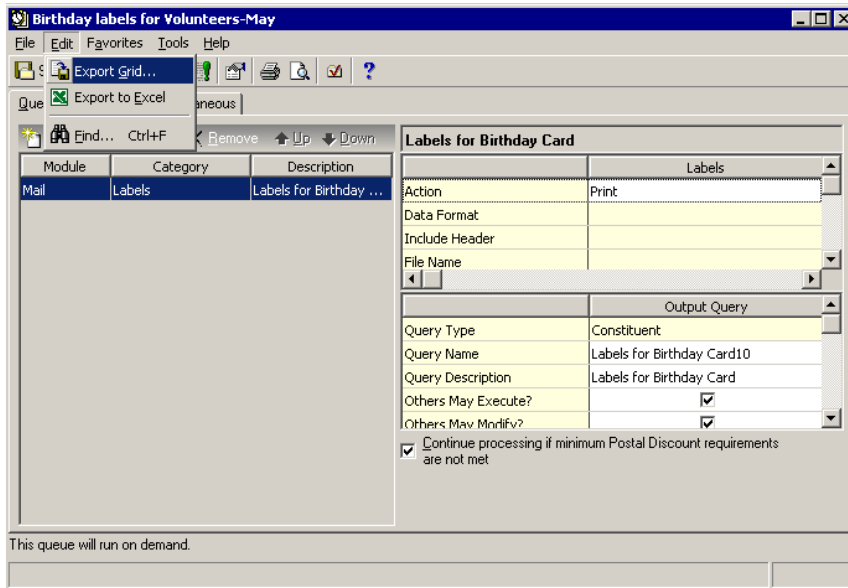 Birthday labels for Volunteers-May
File Edit Favorites Tools Help
Export Grid...
Export to Excel
Find... Ctrl+F
Remove Up Down
Labels for Birthday Card
Module Category Description
Mail Labels Labels for Birthday ...
Labels
Action Print
Data Format
Include Header
File Name
Output Query
Query Type Constituent
Query Name Labels for Birthday Card10
Query Description Labels for Birthday Card
Others May Execute?
Others May Modify?
Continue processing if minimum Postal Discount requirements
are not met
This queue will run on demand.